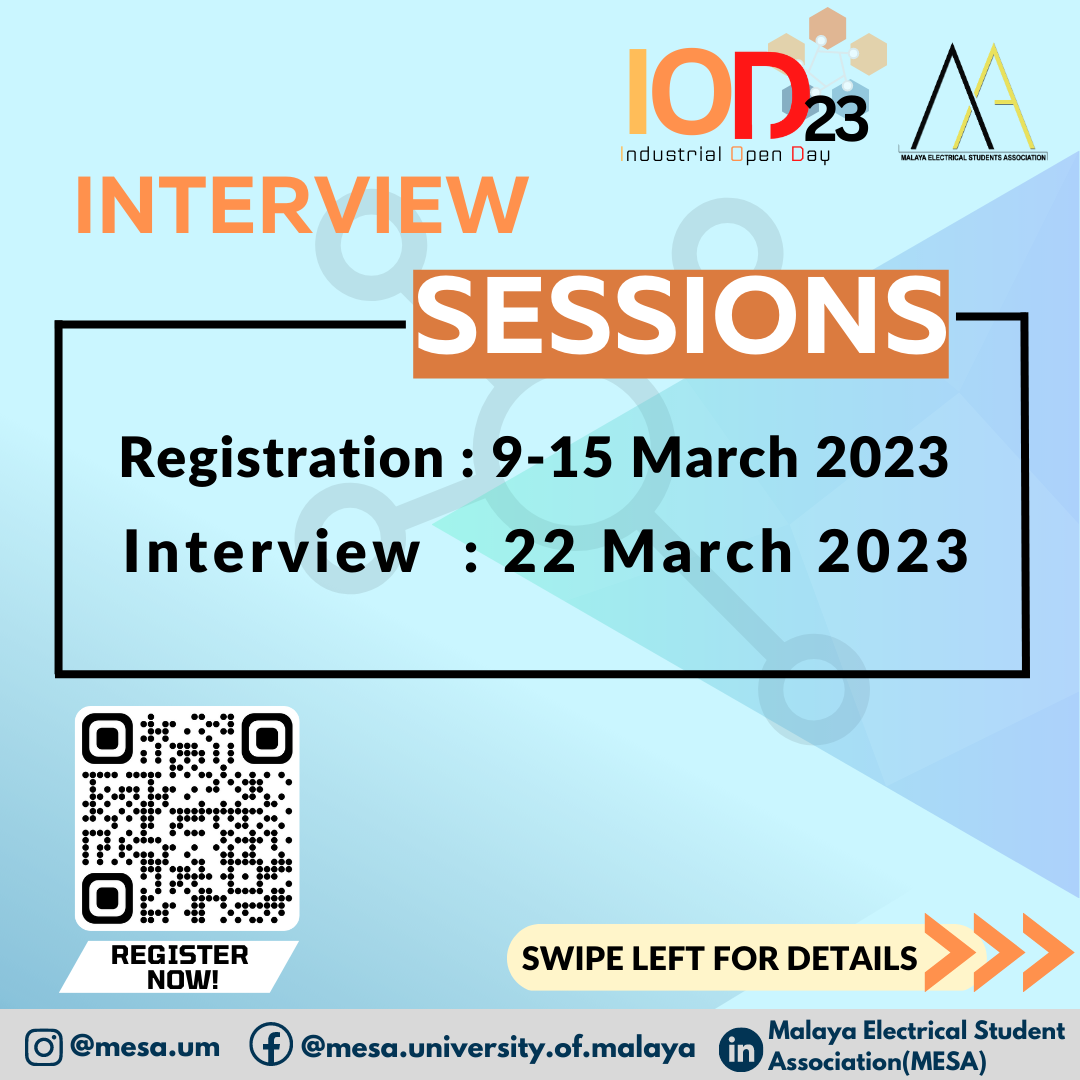 IOD23
Industrial Open Day
MALAYA ELECTRICAL STUDENTS ASSOCIATION
INTERVIEW
SESSIONS
Registration : 9-15 March 2023
Interview : 22 March 2023
REGISTER
NOW!
SWIPE LEFT FOR DETAILS
@mesa.um
@mesa.university.of.malaya
Malaya Electrical Student
Association(MESA)